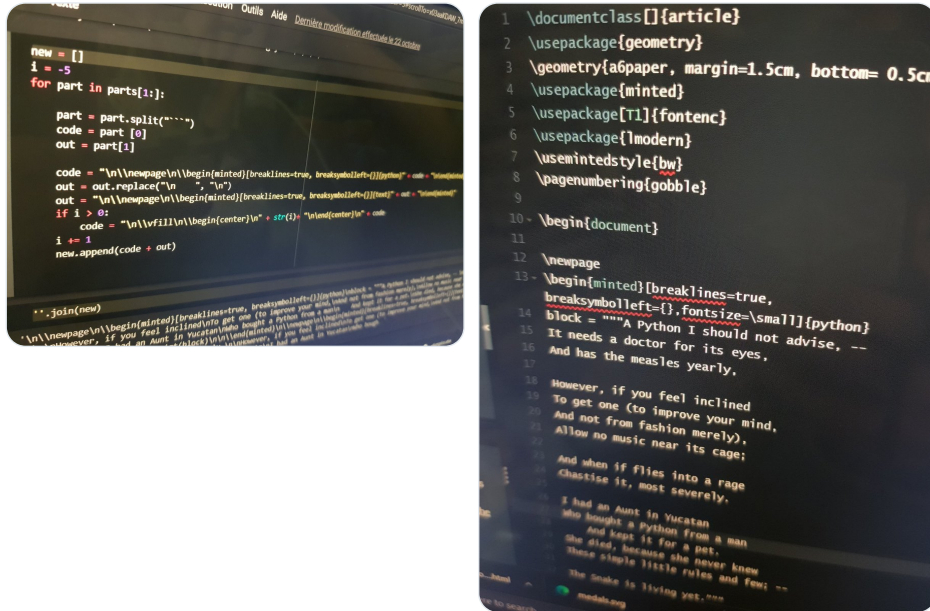 Outils Aide Dernière modification effectuée le 22 octobre
new = []
i = -5
for part in parts[1:]:
part = part.split("```")
code = part [0]
out = part[1]
code = "\n\\newpage\n\\begin{minted}[breaklines=true, breaksymbolleft={}]{python}" + code + "\n\end{minted}"
out = out.replace("\n    ", "\n")
out = "\n\\newpage\n\\begin{minted}[breaklines=true, breaksymbolleft={}]{text}" + out + "\n\end{minted}"
if i > 0:
code = "\n\\vfill\n\\begin{center}\n" + str(i)+ "\n\end{center}\n" + code
i += 1
new.append(code + out)
''.join(new)
1 \documentclass[]{article}
2 \usepackage{geometry}
3 \geometry{a6paper, margin=1.5cm, bottom= 0.5cm
4 \usepackage{minted}
5 \usepackage[T1]{fontenc}
6 \usepackage{lmodern}
7 \usemintedstyle{bw}
8 \pagenumbering{gobble}
9
10 \begin{document}
11
12 \newpage
13 \begin{minted}[breaklines=true,
breaksymbolleft={},fontsize=\small]{python}
14 block = """A Python I should not advise, --
15 It needs a doctor for its eyes,
16 And has the measles yearly,
17
18 However, if you feel inclined
19 To get one (to improve your mind,
20 And not from fashion merely),
21 Allow no music near its cage;
And when if flies into a rage
Chastise it, most severely.
I had an Aunt in Yucatan
Who bought a Python from a man
And kept it for a pet.
She died, because she never knew
These simple little rules and few; --
The Snake is living yet."""
medals.svg